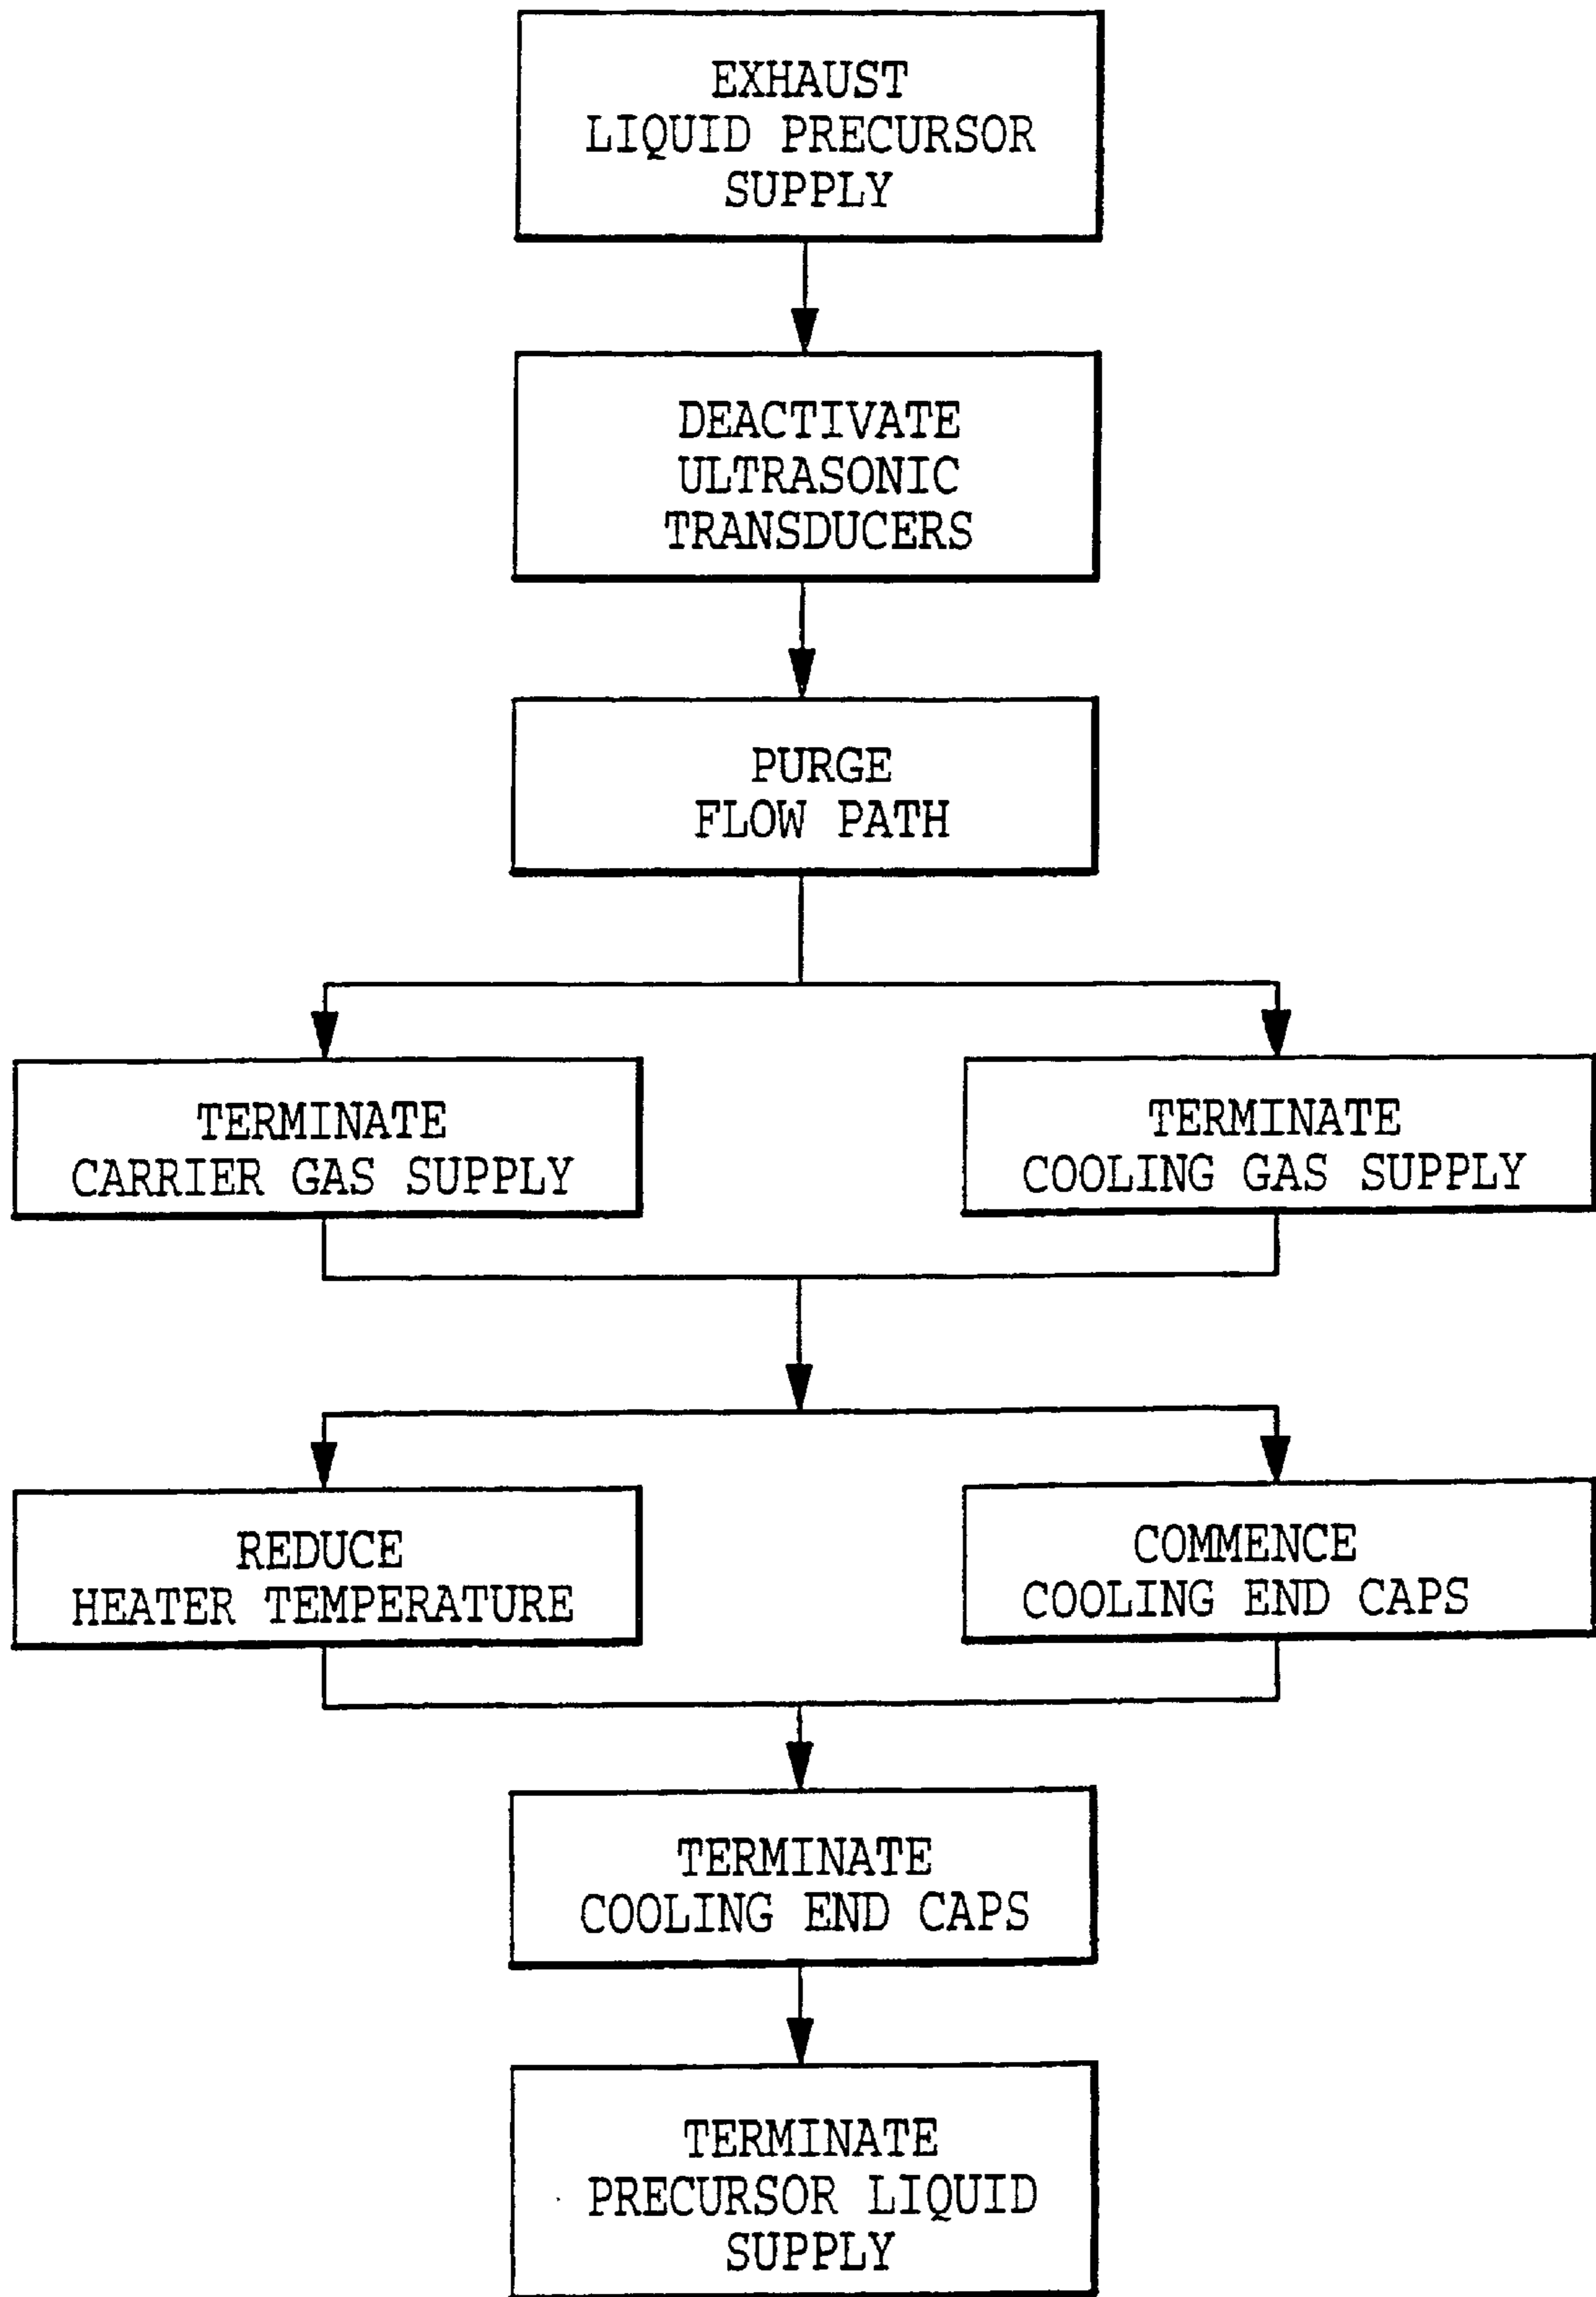 EXHAUST
LIQUID PRECURSOR
SUPPLY
DEACTIVATE
ULTRASONIC
TRANSDUCERS
PURGE
FLOW PATH
TERMINATE
CARRIER GAS SUPPLY
TERMINATE
COOLING GAS SUPPLY
REDUCE
HEATER TEMPERATURE
COMMENCE
COOLING END CAPS
TERMINATE
COOLING END CAPS
TERMINATE
PRECURSOR LIQUID
SUPPLY